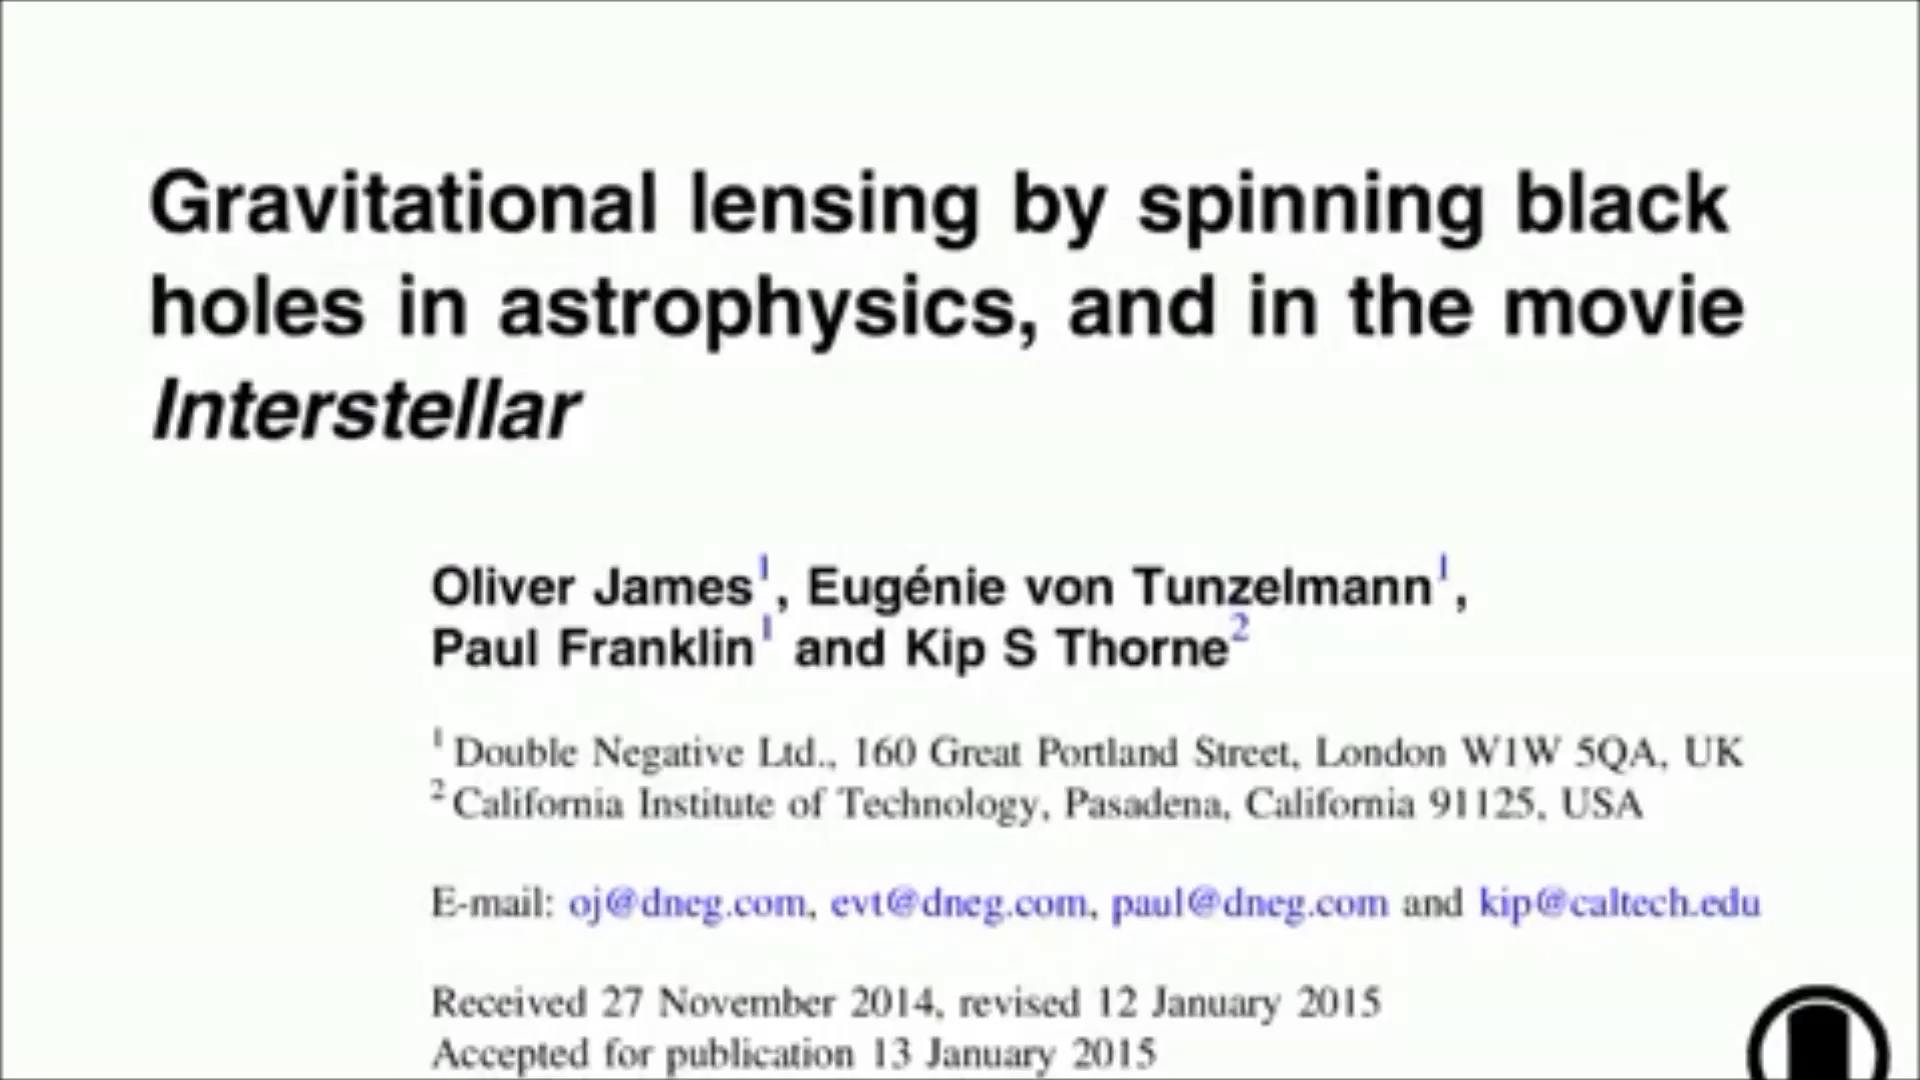 Gravitational lensing by spinning black
holes in astrophysics, and in the movie
Interstellar
Oliver James¹, Eugénie von Tunzelmann¹,
Paul Franklin¹ and Kip S Thorne²
¹ Double Negative Ltd., 160 Great Portland Street, London W1W 5QA, UK
² California Institute of Technology, Pasadena, California 91125, USA
E-mail: oj@dneg.com, evt@dneg.com, paul@dneg.com and kip@caltech.edu
Received 27 November 2014, revised 12 January 2015
Accepted for publication 13 January 2015